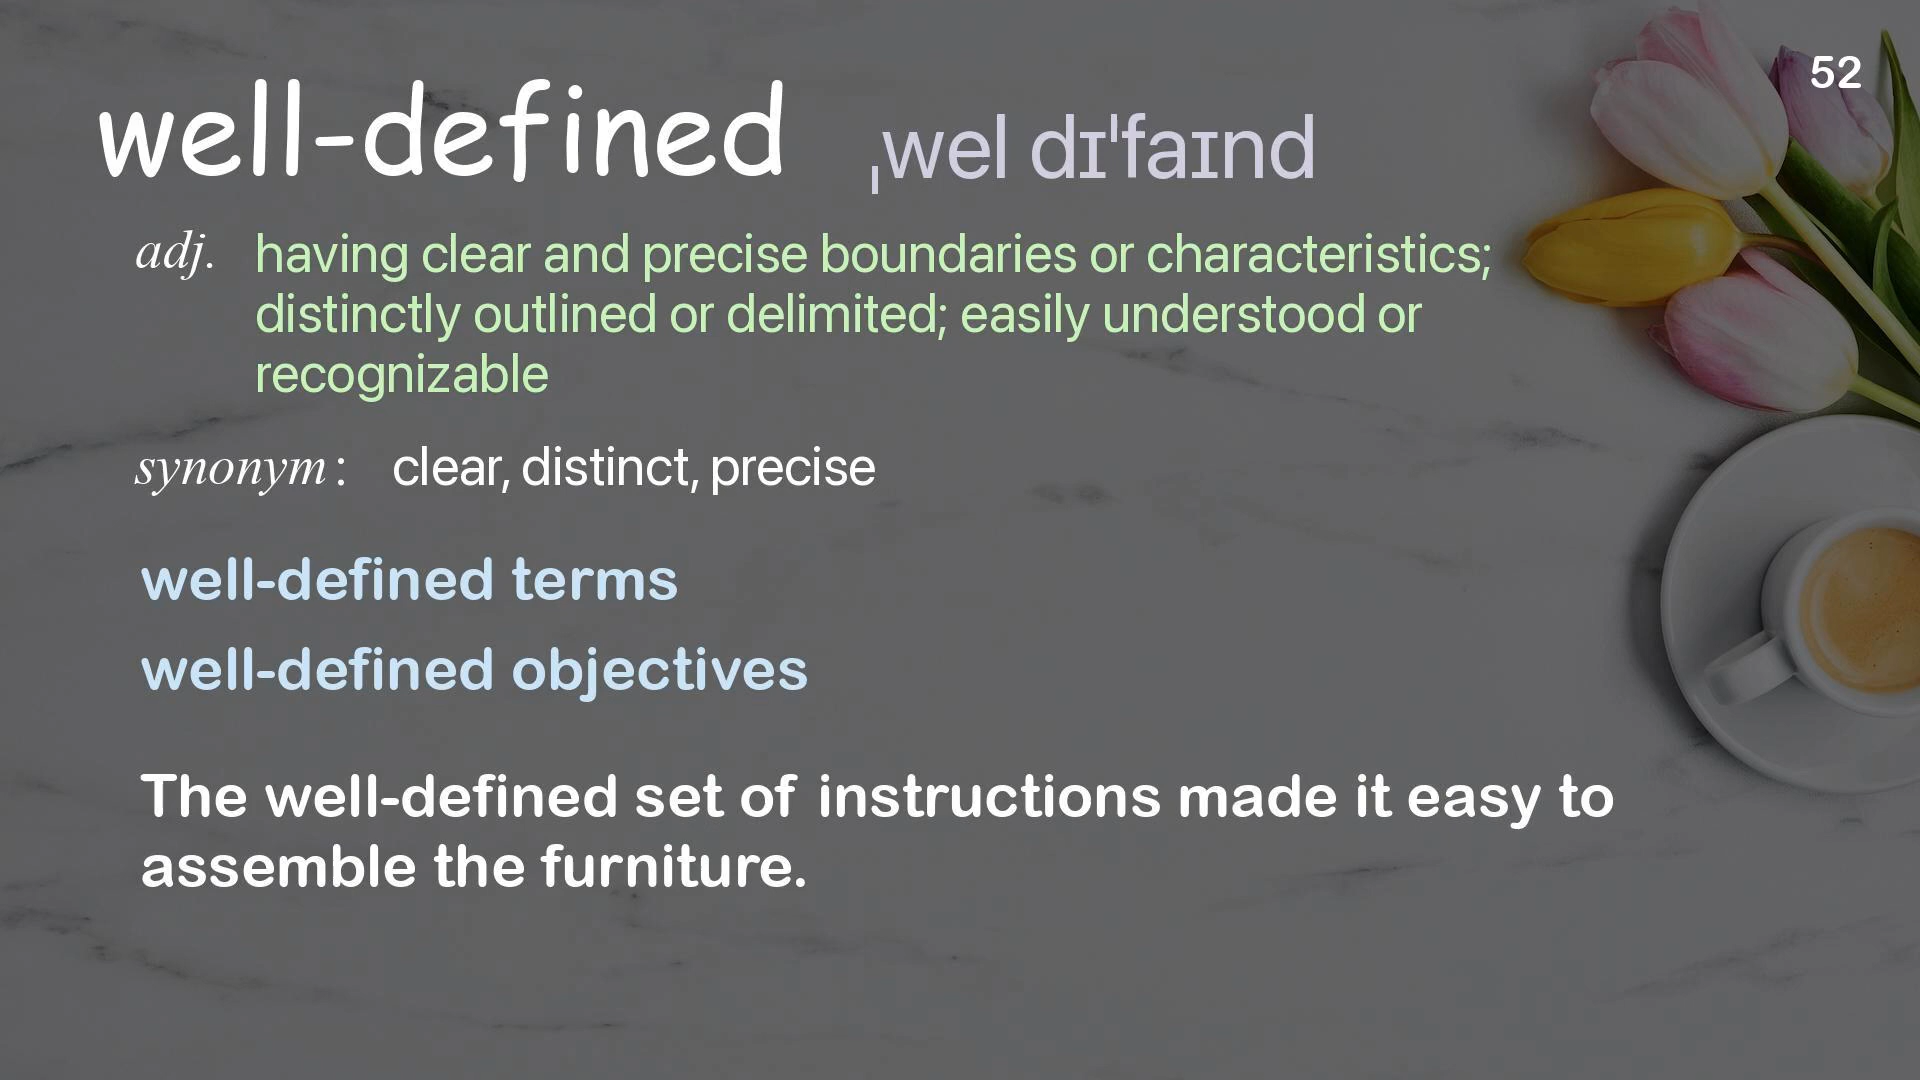 52
well-defined ˌwel dɪˈfaɪnd
adj. having clear and precise boundaries or characteristics;
distinctly outlined or delimited; easily understood or
recognizable
synonym: clear, distinct, precise
well-defined terms
well-defined objectives
The well-defined set of instructions made it easy to
assemble the furniture.